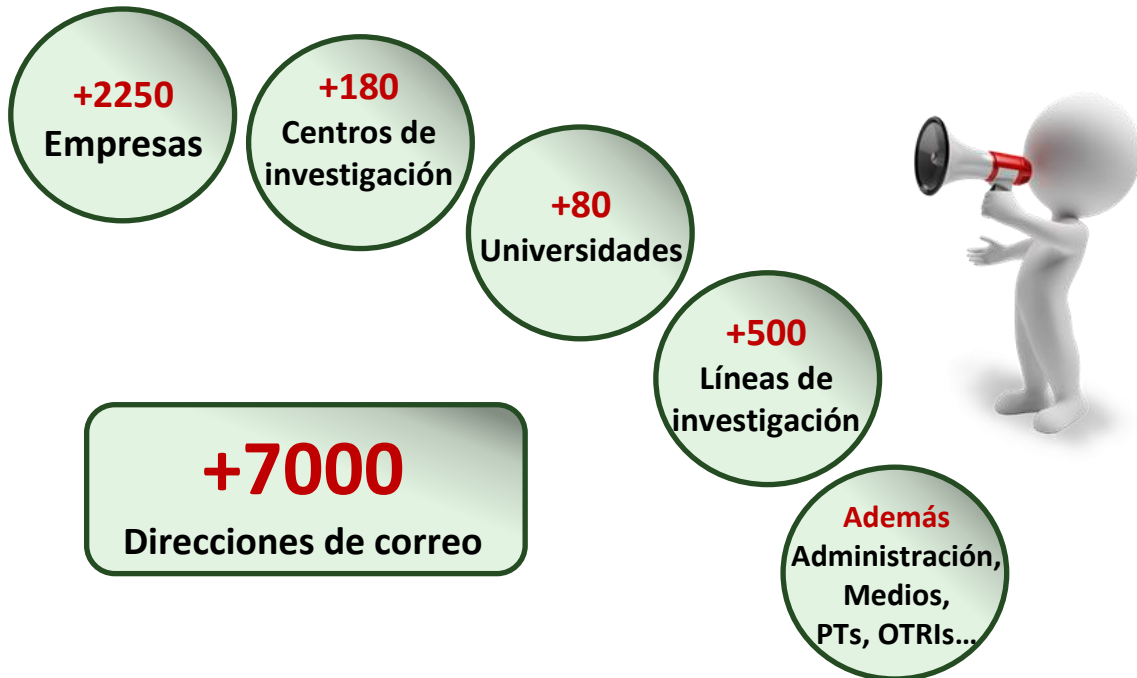 +2250
Empresas
+180
Centros de
investigación
+80
Universidades
+500
Líneas de
investigación
+7000
Direcciones de correo
Además
Administración,
Medios,
PTs, OTRIs...